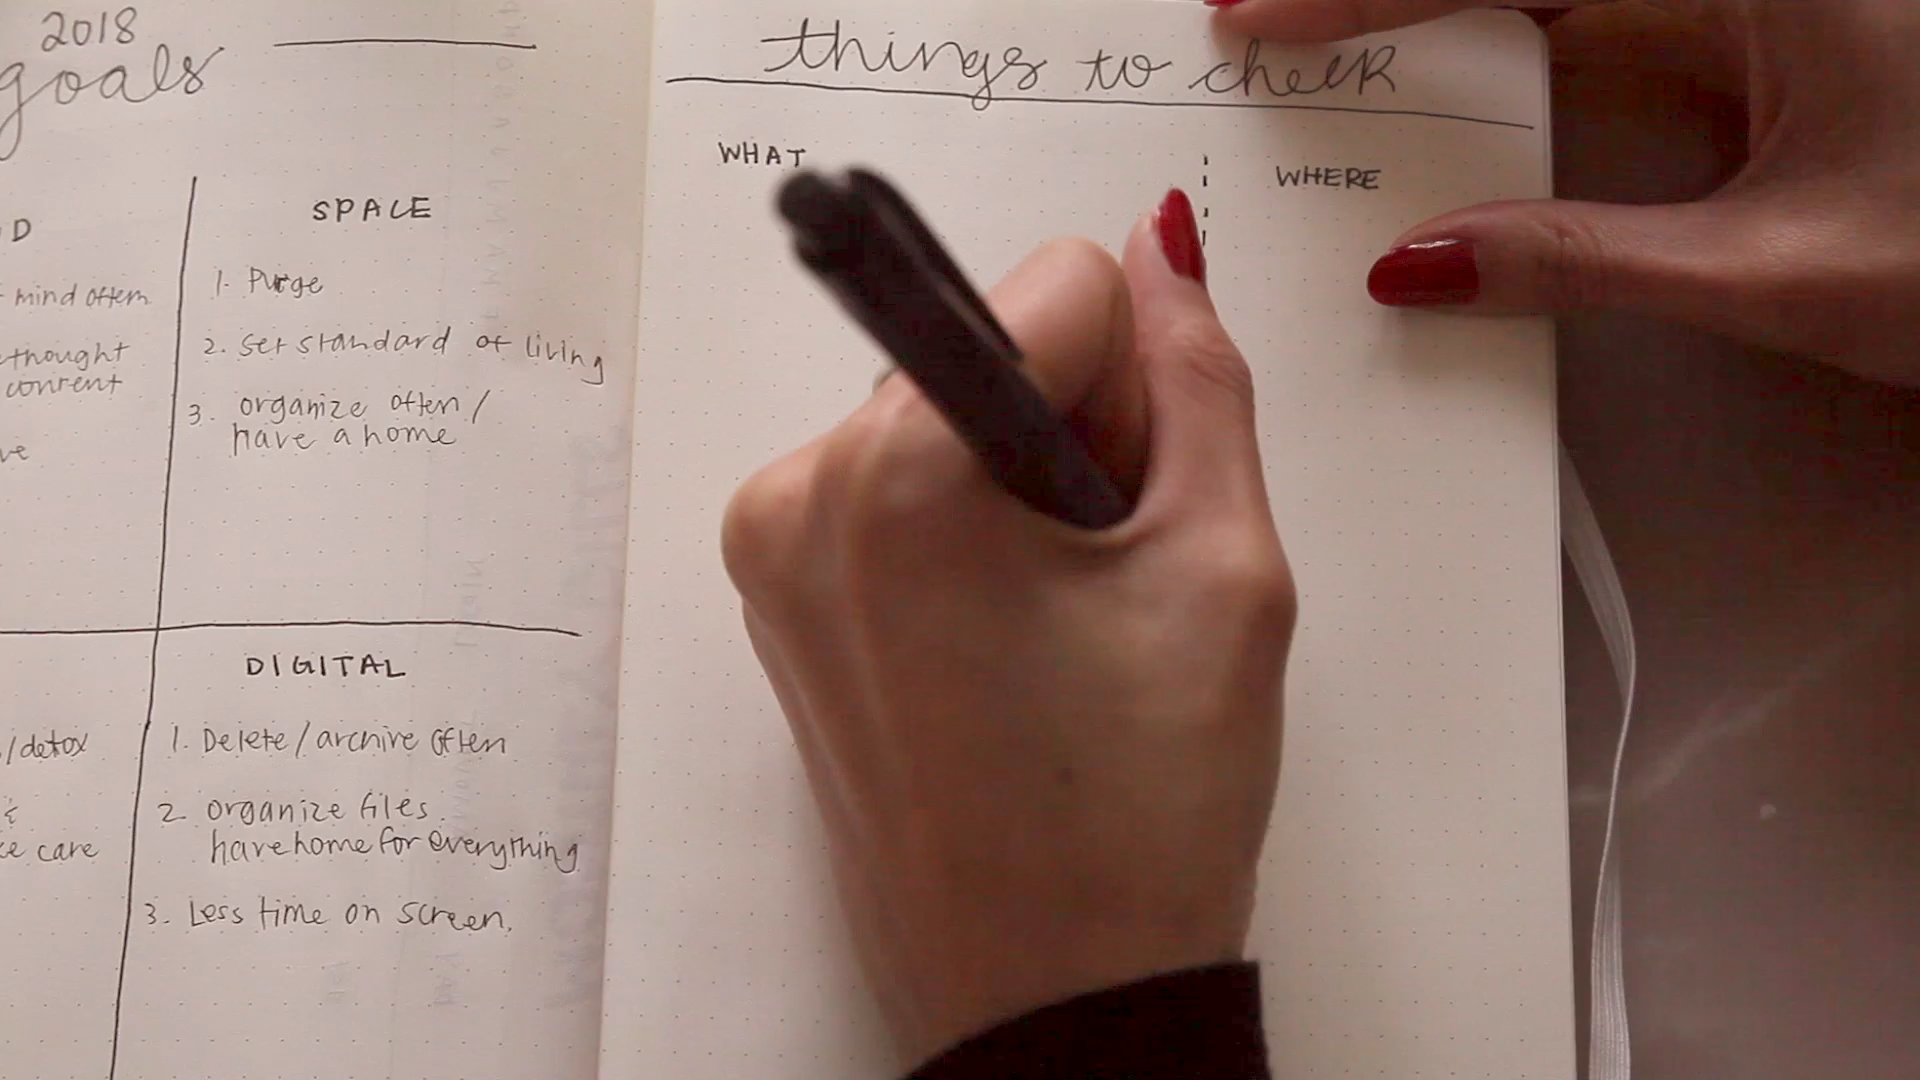 2018
goals
D
mind often
thought
content
ve
SPACE
1. Purge
2. set standard of living
3. organize often /
have a home
/detox
&
ce care
DIGITAL
1. Delete/archive often
2 organize files.
have home for everything
3. Less time on screen.
things to check
WHAT
WHERE